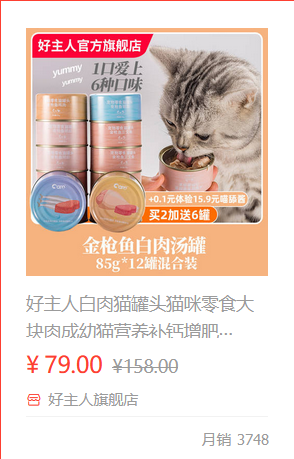 好主人官方旗舰店
yummy
yummy
1口爱上
6种口味
+0.1元体验15.9元喵舔酱
买2加送6罐
金枪鱼白肉汤罐
85g*12罐混合装
好主人白肉猫罐头猫咪零食大
块肉成幼猫营养补钙增肥...
¥ 79.00 ¥158.00
好主人旗舰店
月销 748